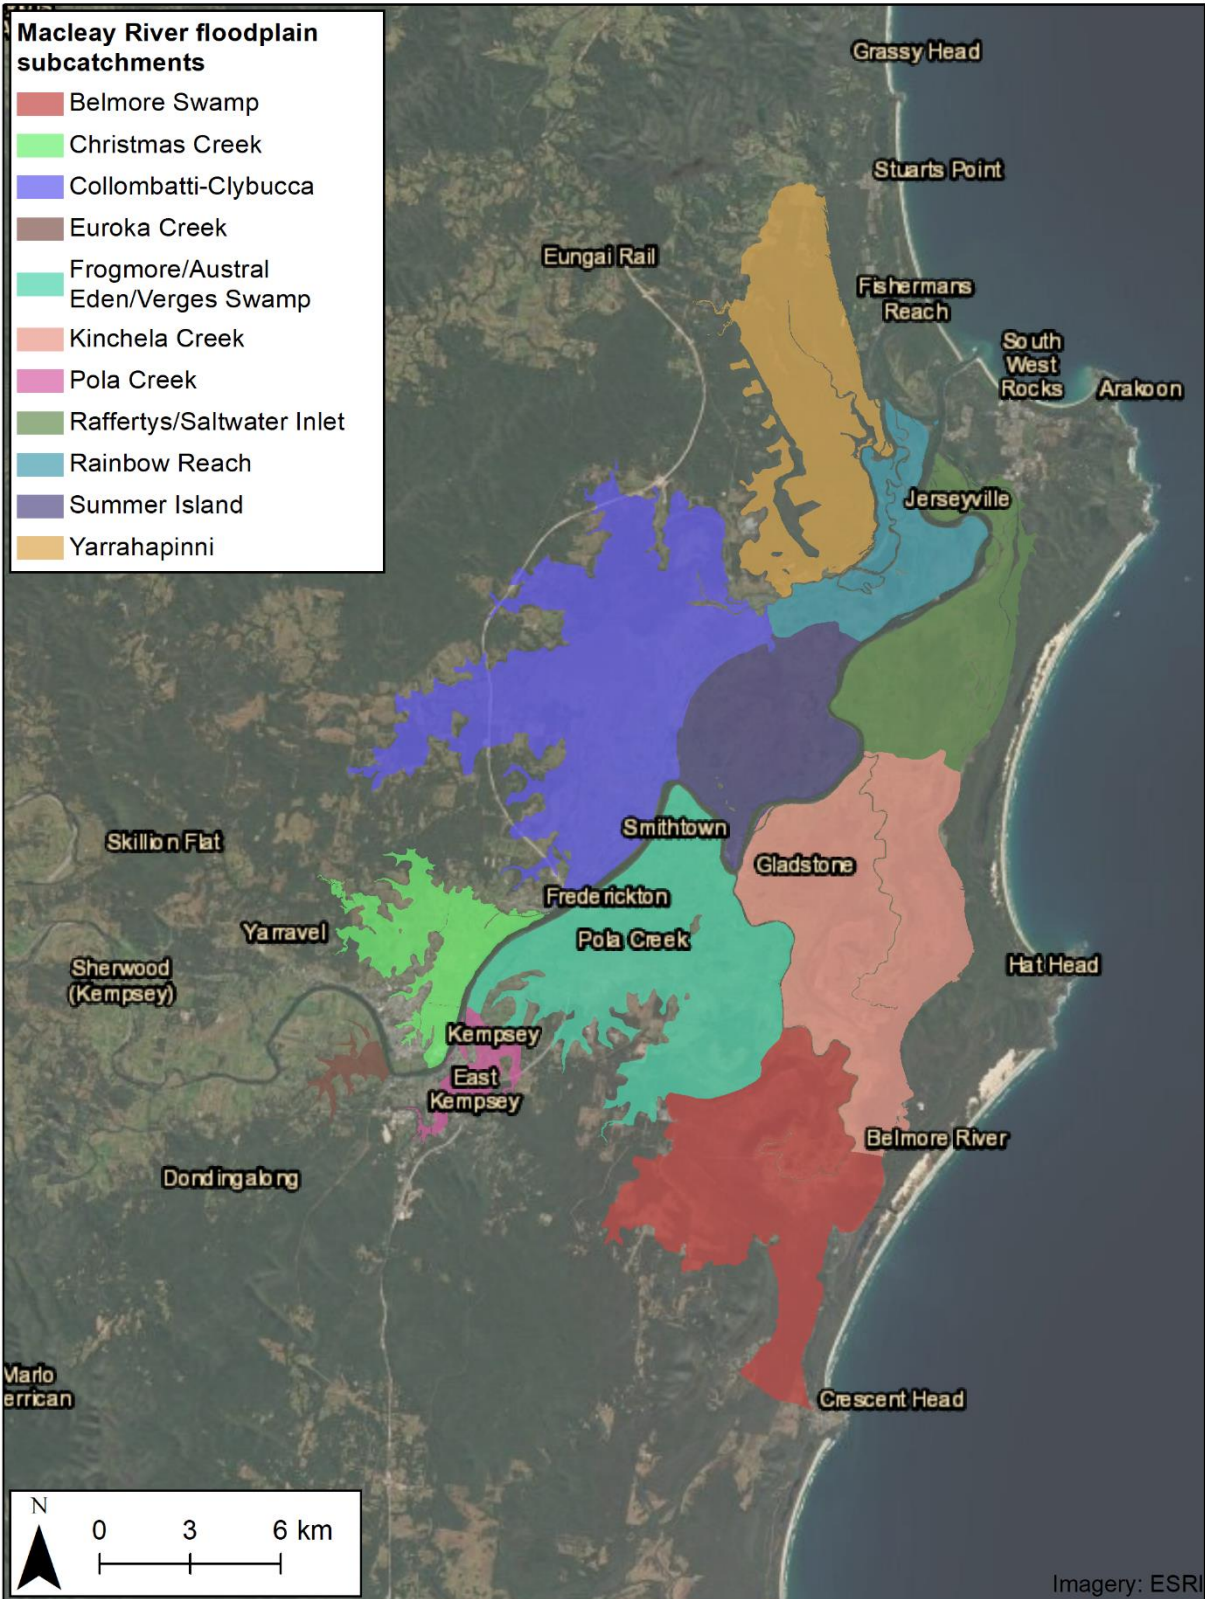 Macleay River floodplain
subcatchments
Belmore Swamp
Christmas Creek
Collombatti-Clybucca
Euroka Creek
Frogmore/Austral
Eden/Verges Swamp
Kinchela Creek
Pola Creek
Raffertys/Saltwater Inlet
Rainbow Reach
Summer Island
Yarrahapinni
Grassy Head
Stuarts Point
Eungai Rail
Fishermans
Reach
South
West
Rocks
Arakoon
Jerseyville
Smithtown
Skillion Flat
Gladstone
Frederickton
Yarravel
Pola Creek
Sherwood
(Kempsey)
Hat Head
Kempsey
East
Kempsey
Belmore River
Dondingalong
Marlo
errican
Crescent Head
N
0 3 6 km
Imagery: ESRI